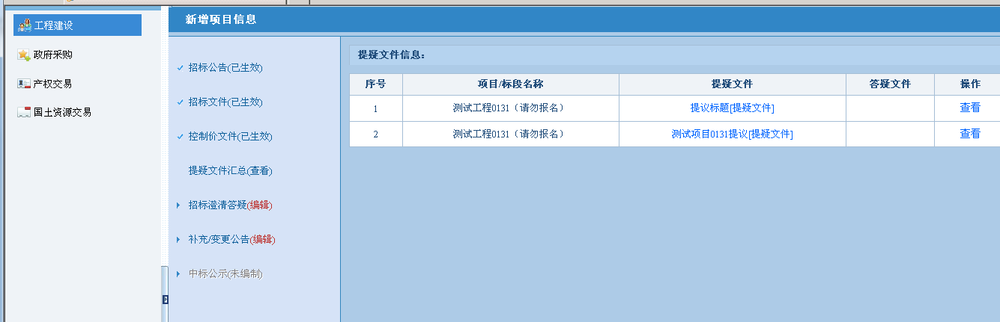 新增项目信息
工程建设
政府采购
产权交易
国土资源交易
招标公告(已生效)
招标文件(已生效)
控制价文件(已生效)
提疑文件汇总(查看)
招标澄清答疑(编辑)
补充/变更公告(编辑)
中标公示(未编制)
提疑文件信息：
序号 项目/标段名称 提疑文件 答疑文件 操作
1 测试工程0131（请勿报名） 提议标题[提疑文件] 查看
2 测试工程0131（请勿报名） 测试项目0131提议[提疑文件] 查看